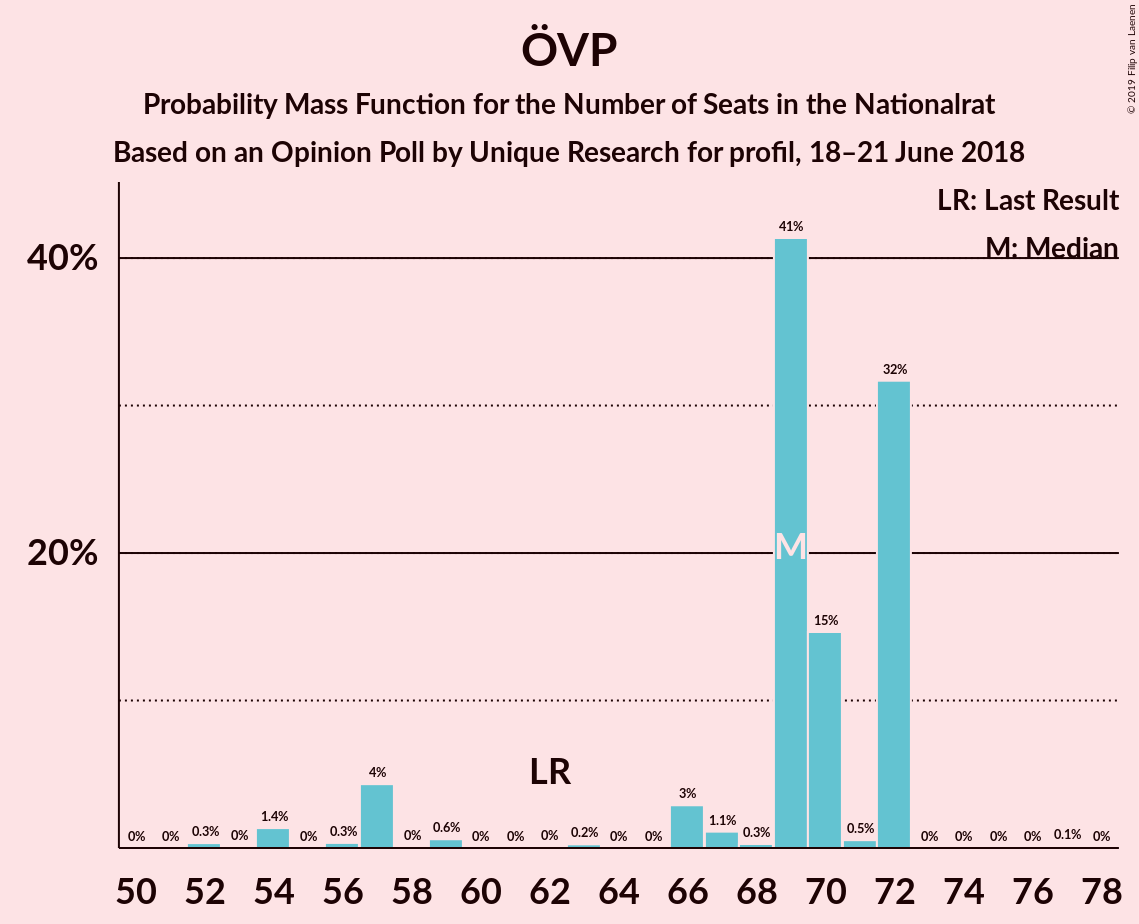 ÖVP
Probability Mass Function for the Number of Seats in the Nationalrat
Based on an Opinion Poll by Unique Research for profil, 18–21 June 2018
© 2019 Filip van Laenen
LR: Last Result
M: Median
40%
20%
0% 0% 0.3% 0% 1.4% 0% 0.3% 4% 0% 0.6% 0% 0% 0% 0.2% 0% 0% 3% 1.1% 0.3% 41% 15% 0.5% 32% 0% 0% 0% 0% 0.1% 0%
M
LR
50 52 54 56 58 60 62 64 66 68 70 72 74 76 78